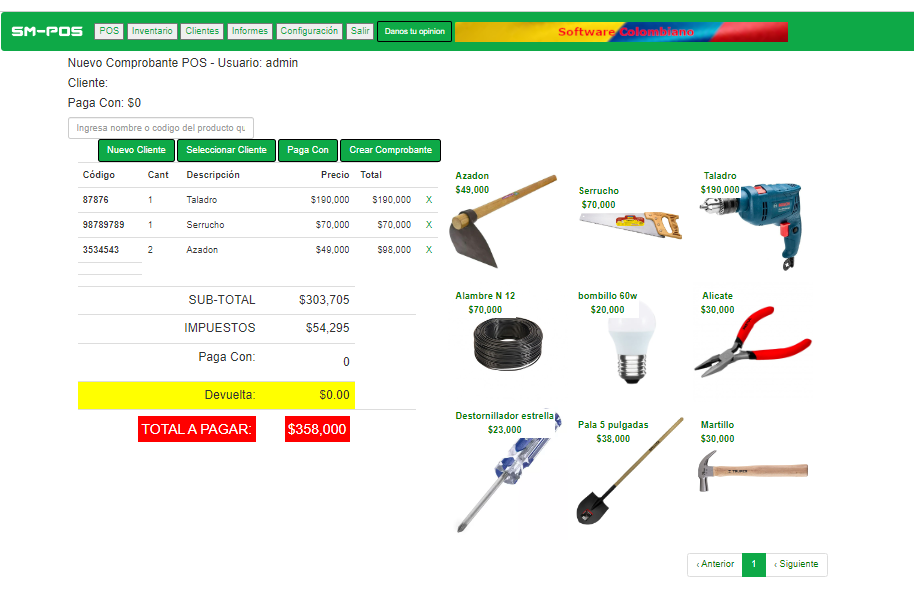 SM-POS POS Inventario Clientes Informes Configuración Salir Danos tu opinion Software Colombiano
Nuevo Comprobante POS - Usuario: admin
Cliente:
Paga Con: $0
Ingresa nombre o codigo del producto qu
Nuevo Cliente Seleccionar Cliente Paga Con Crear Comprobante
Código Cant Descripción Precio Total
87876 1 Taladro $190,000 $190,000 X
98789789 1 Serrucho $70,000 $70,000 X
3534543 2 Azadon $49,000 $98,000 X
SUB-TOTAL $303,705
IMPUESTOS $54,295
Paga Con: 0
Devuelta: $0.00
TOTAL A PAGAR: $358,000
Azadon
$49,000
Serrucho
$70,000
Taladro
$190,000
Alambre N 12
$70,000
bombillo 60w
$20,000
Alicate
$30,000
Destornillador estrella
$23,000
Pala 5 pulgadas
$38,000
Martillo
$30,000
‹ Anterior 1 ‹ Siguiente